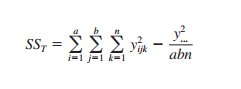 $SS_T = \sum_{i=1}^{a} \sum_{j=1}^{b} \sum_{k=1}^{n} y_{ijk}^2 - \frac{y_{...}^2}{abn}$